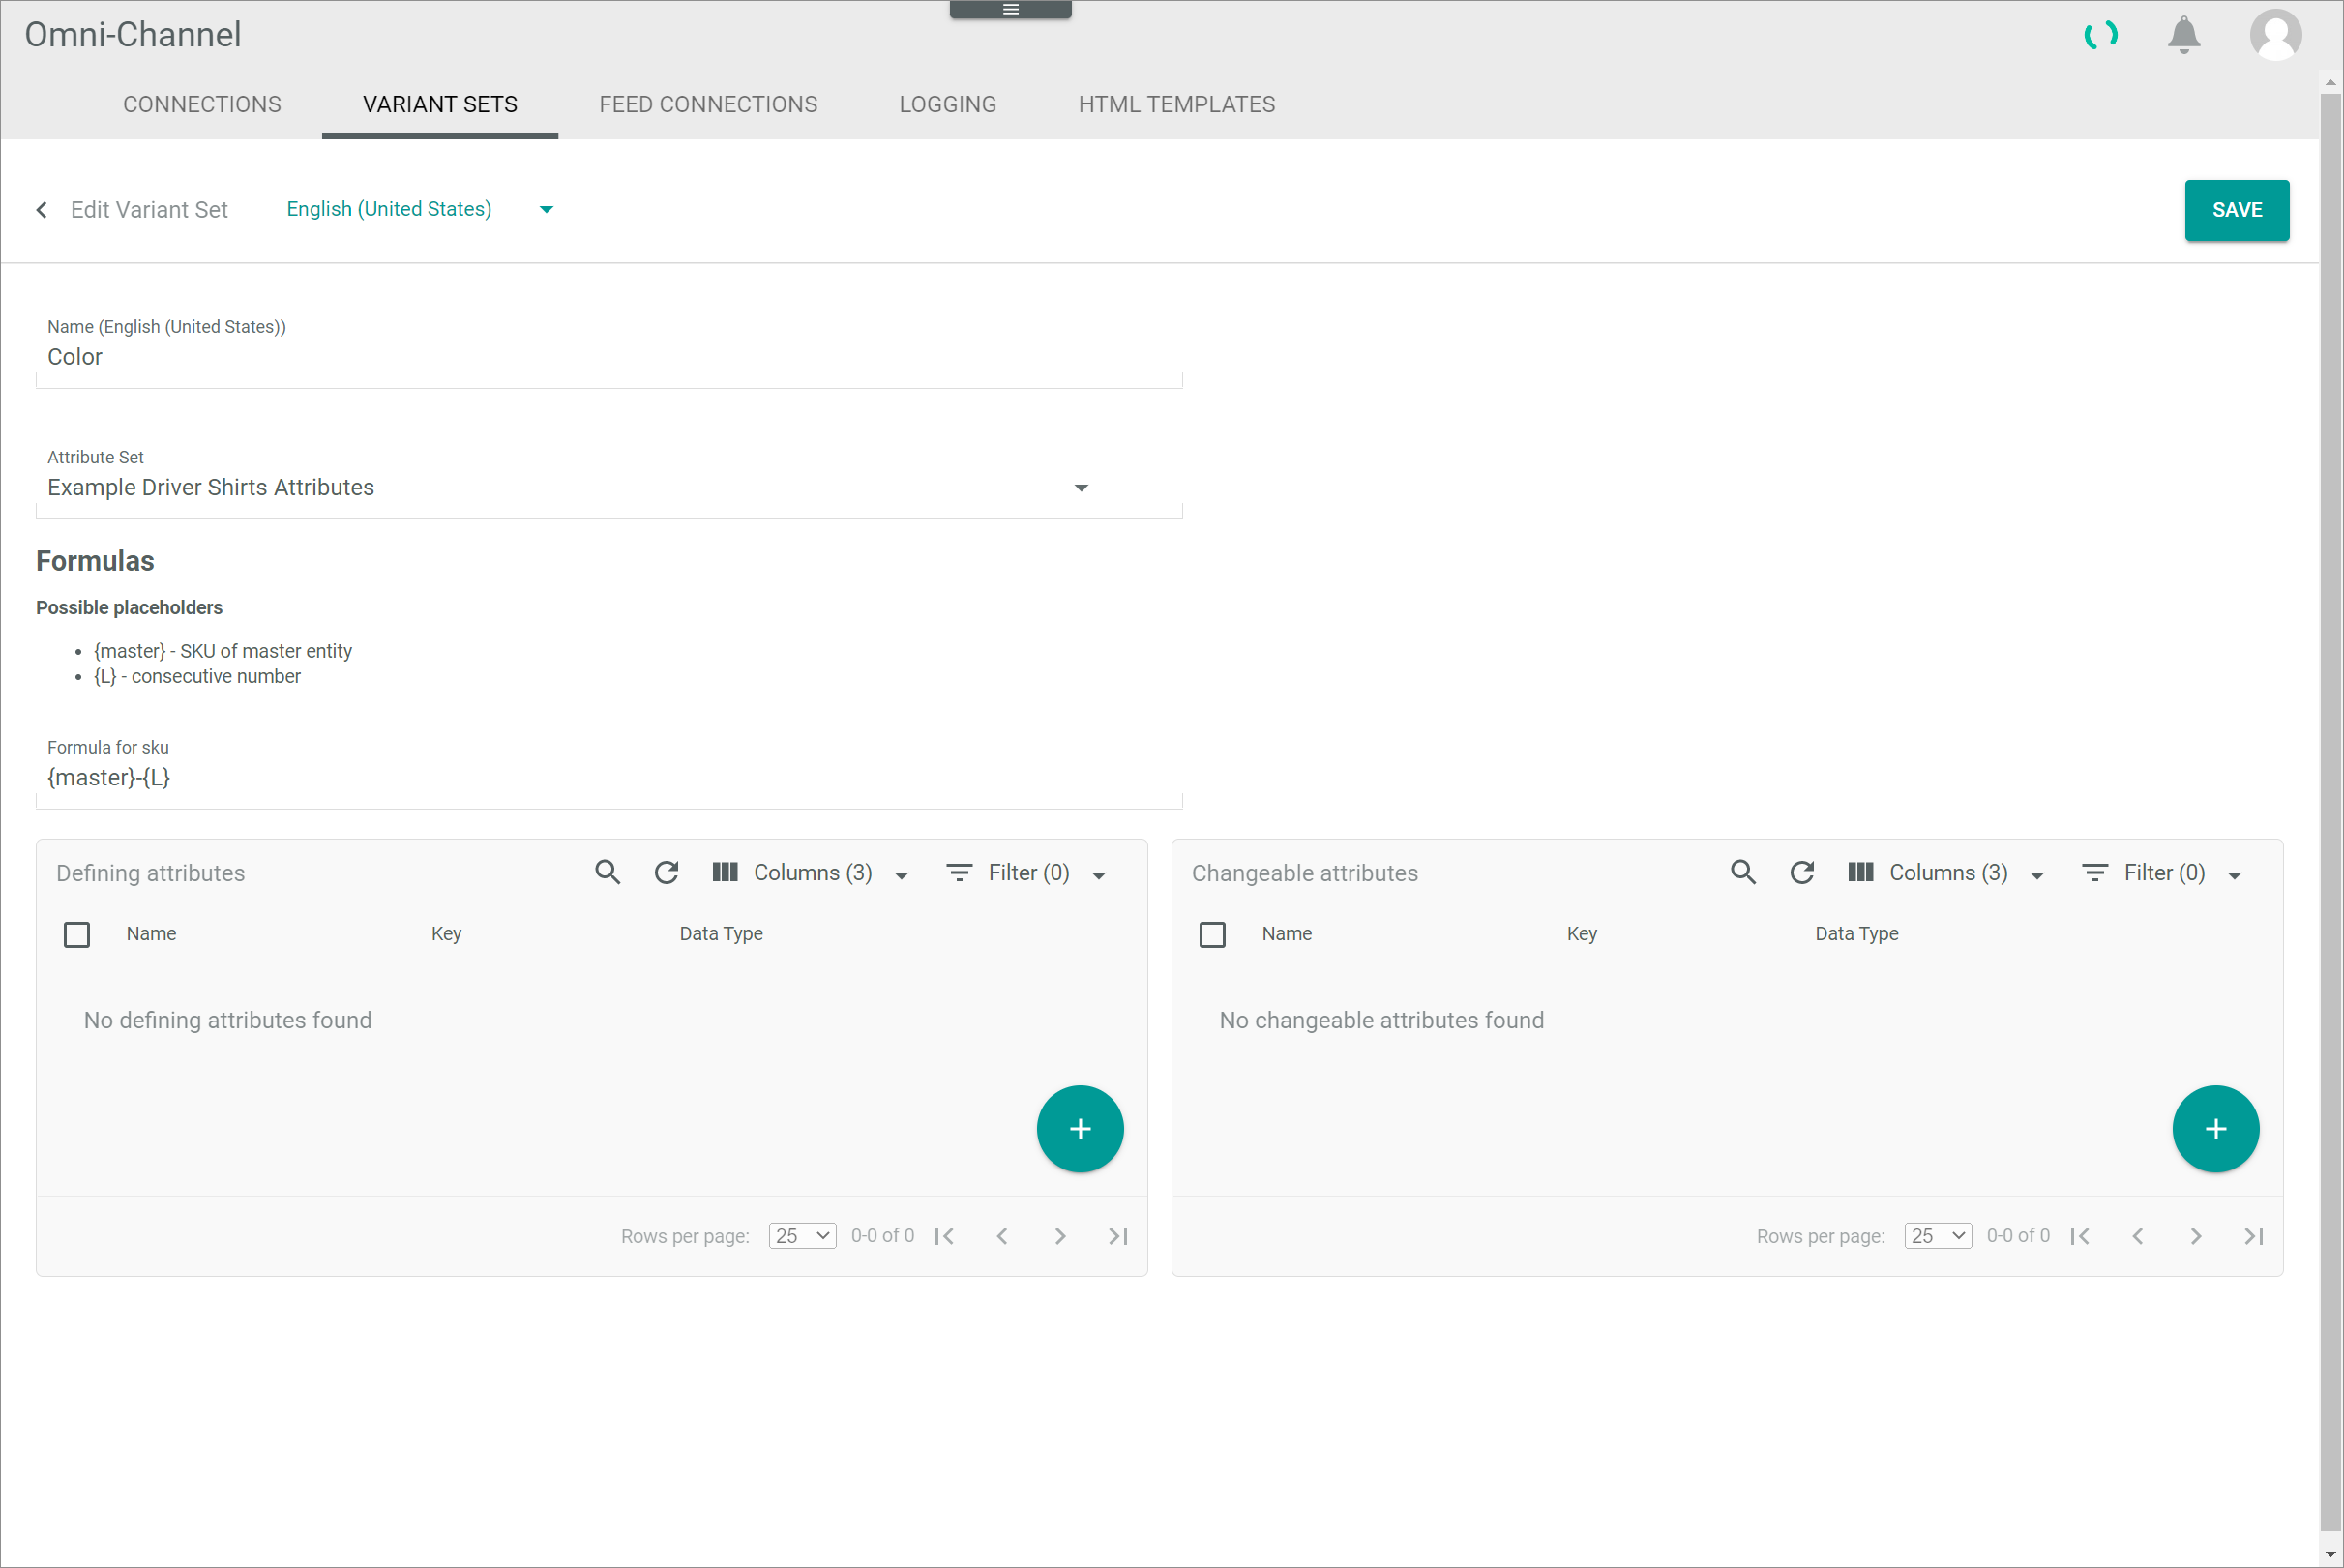 Omni-Channel
CONNECTIONS VARIANT SETS FEED CONNECTIONS LOGGING HTML TEMPLATES
Edit Variant Set English (United States) SAVE
Name (English (United States))
Color
Attribute Set
Example Driver Shirts Attributes
Formulas
Possible placeholders
• {master} - SKU of master entity
• {L} - consecutive number
Formula for sku
{master}-{L}
Defining attributes Columns (3) Filter (0)
Name Key Data Type
No defining attributes found
Rows per page: 25 0-0 of 0
Changeable attributes Columns (3) Filter (0)
Name Key Data Type
No changeable attributes found
Rows per page: 25 0-0 of 0